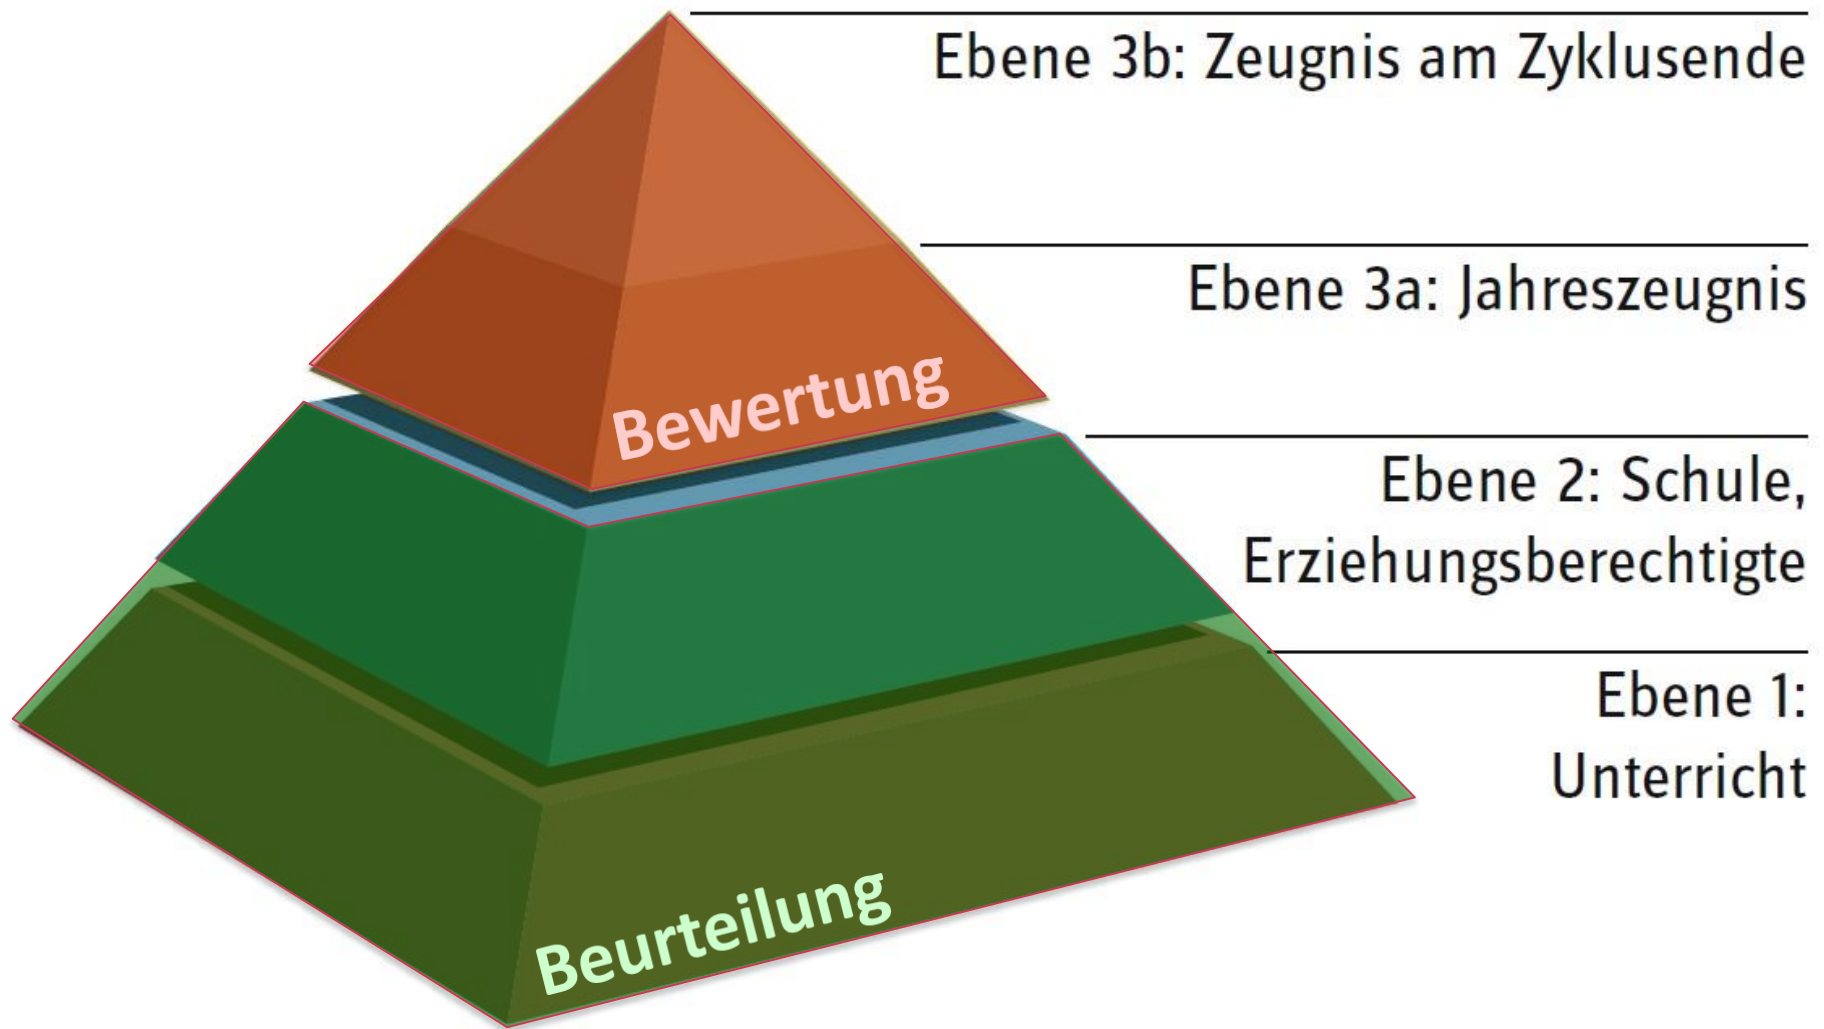 Ebene 3b: Zeugnis am Zyklusende
Ebene 3a: Jahreszeugnis
Bewertung
Ebene 2: Schule,
Erziehungsberechtigte
Ebene 1:
Unterricht
Beurteilung